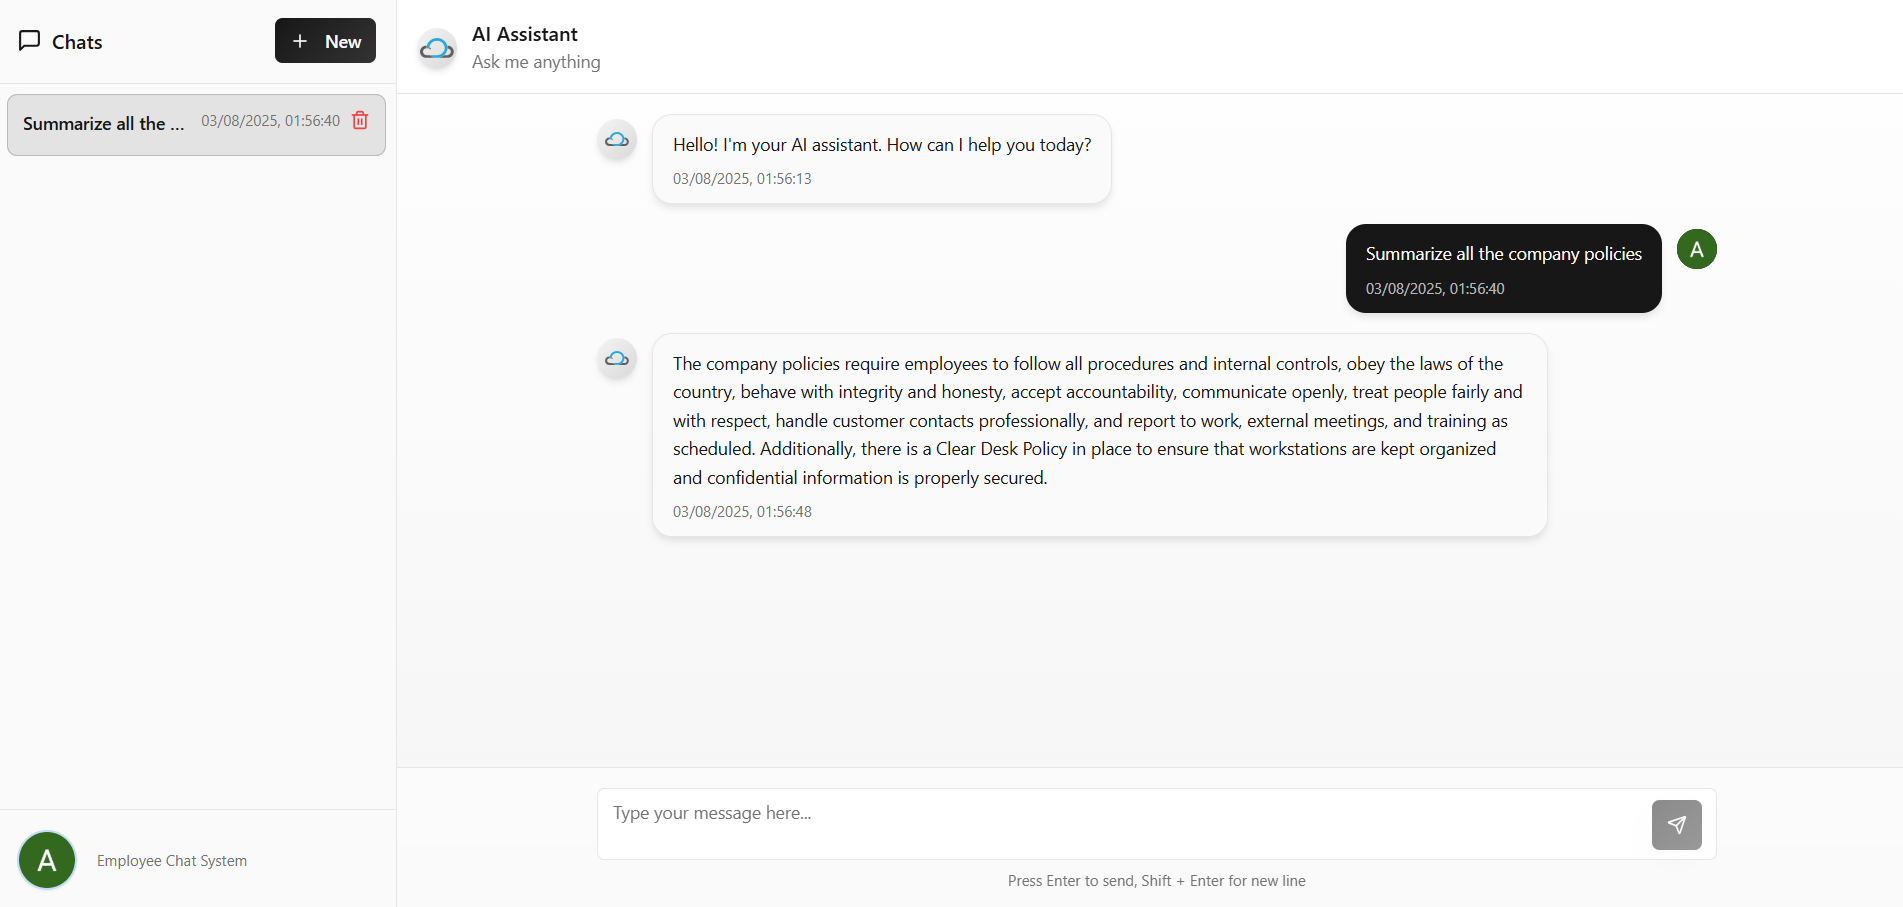 Chats
+ New
Summarize all the ...
03/08/2025, 01:56:40
A
Employee Chat System
AI Assistant
Ask me anything
Hello! I'm your AI assistant. How can I help you today?
03/08/2025, 01:56:13
Summarize all the company policies
03/08/2025, 01:56:40
A
The company policies require employees to follow all procedures and internal controls, obey the laws of the
country, behave with integrity and honesty, accept accountability, communicate openly, treat people fairly and
with respect, handle customer contacts professionally, and report to work, external meetings, and training as
scheduled. Additionally, there is a Clear Desk Policy in place to ensure that workstations are kept organized
and confidential information is properly secured.
03/08/2025, 01:56:48
Type your message here...
Press Enter to send, Shift + Enter for new line